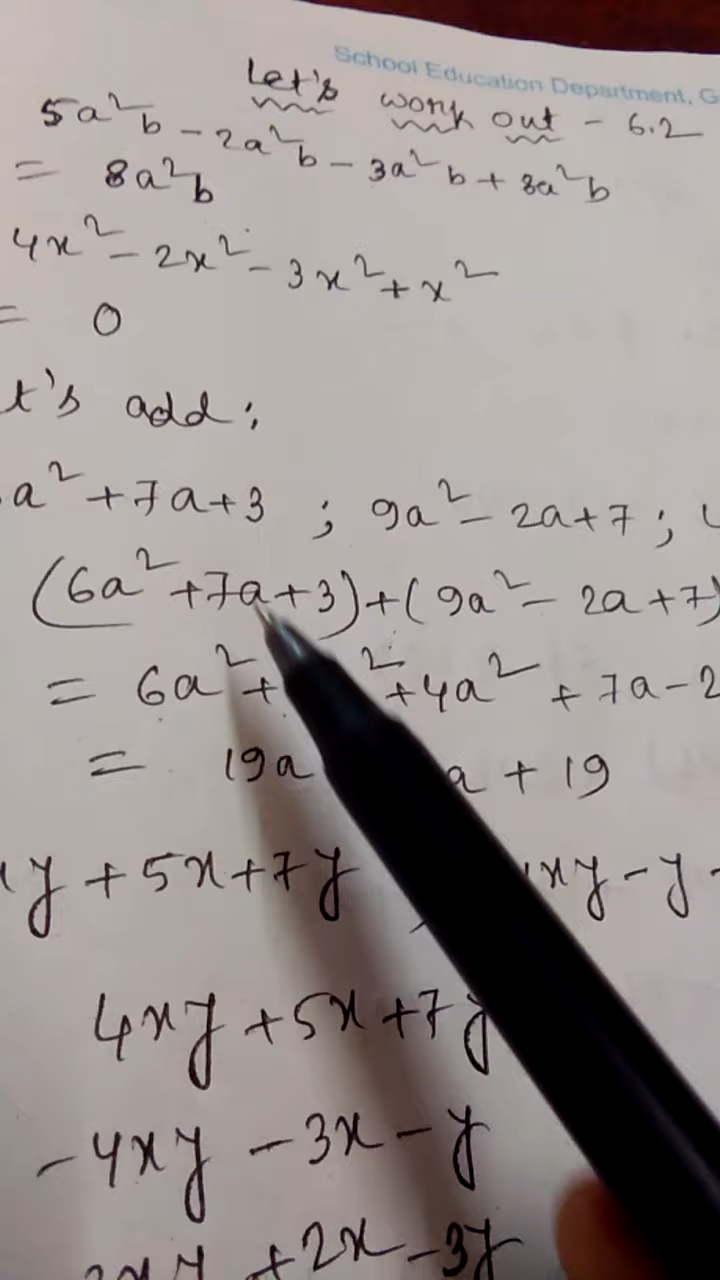 School Education Department, G
Let's work out - 6.2
5a²b - 2a²b - 3a²b + 8a²b
= 8a²b
4x² - 2x² - 3x² + x²
= 0
t's add;
a² + 7a + 3 ; 9a² - 2a + 7 ;
(6a² + 7a + 3) + (9a² - 2a + 7)
= 6a² + ² + 4a² + 7a - 2
= 19a a + 19
y + 5x + 7y , xy - y -
4xy + 5x + 7y
- 4xy - 3x - y
+ 2x - 3y